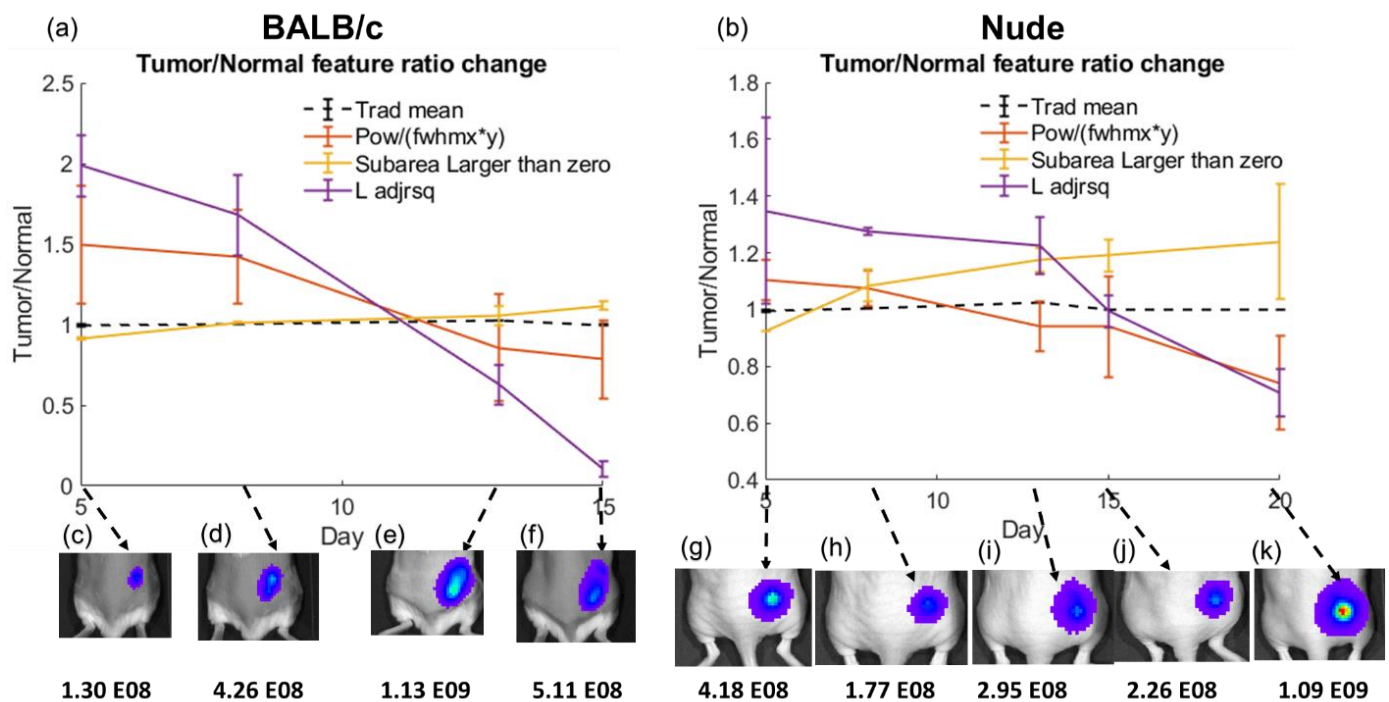 (a) BALB/c
Tumor/Normal feature ratio change
Trad mean
Pow/(fwhmx*y)
Subarea Larger than zero
L adjrsq
2.5
2
1.5
1
0.5
0
Tumor/Normal
5 10 15
Day
(c) (d) (e) (f)
1.30 E08 4.26 E08 1.13 E09 5.11 E08
(b) Nude
Tumor/Normal feature ratio change
Trad mean
Pow/(fwhmx*y)
Subarea Larger than zero
L adjrsq
1.8
1.6
1.4
1.2
1
0.8
0.6
0.4
Tumor/Normal
5 10 15 20
Day
(g) (h) (i) (j) (k)
4.18 E08 1.77 E08 2.95 E08 2.26 E08 1.09 E09